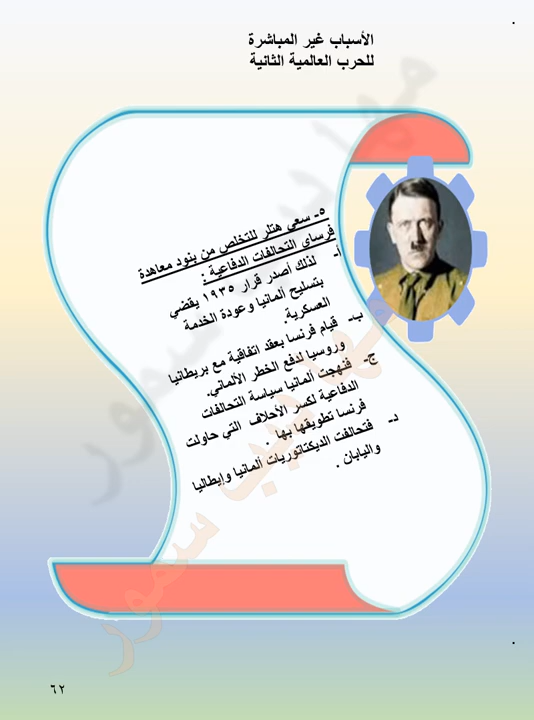 الأسباب غير المباشرة
للحرب العالمية الثانية
٥- سعي هتلر للتخلص من بنود معاهدة
فرساي التحالفات الدفاعية :
أ- لذلك أصدر قرار ١٩٣٥ يقضي
بتسليح ألمانيا وعودة الخدمة
العسكرية.
ب- قيام فرنسا بعقد اتفاقية مع بريطانيا
وروسيا لدفع الخطر الألماني.
ج- فنهجت ألمانيا سياسة التحالفات
الدفاعية لكسر الأحلاف التي حاولت
فرنسا تطويقها بها .
د- فتحالفت الديكتاتوريات ألمانيا وإيطاليا
واليابان .
٦٢